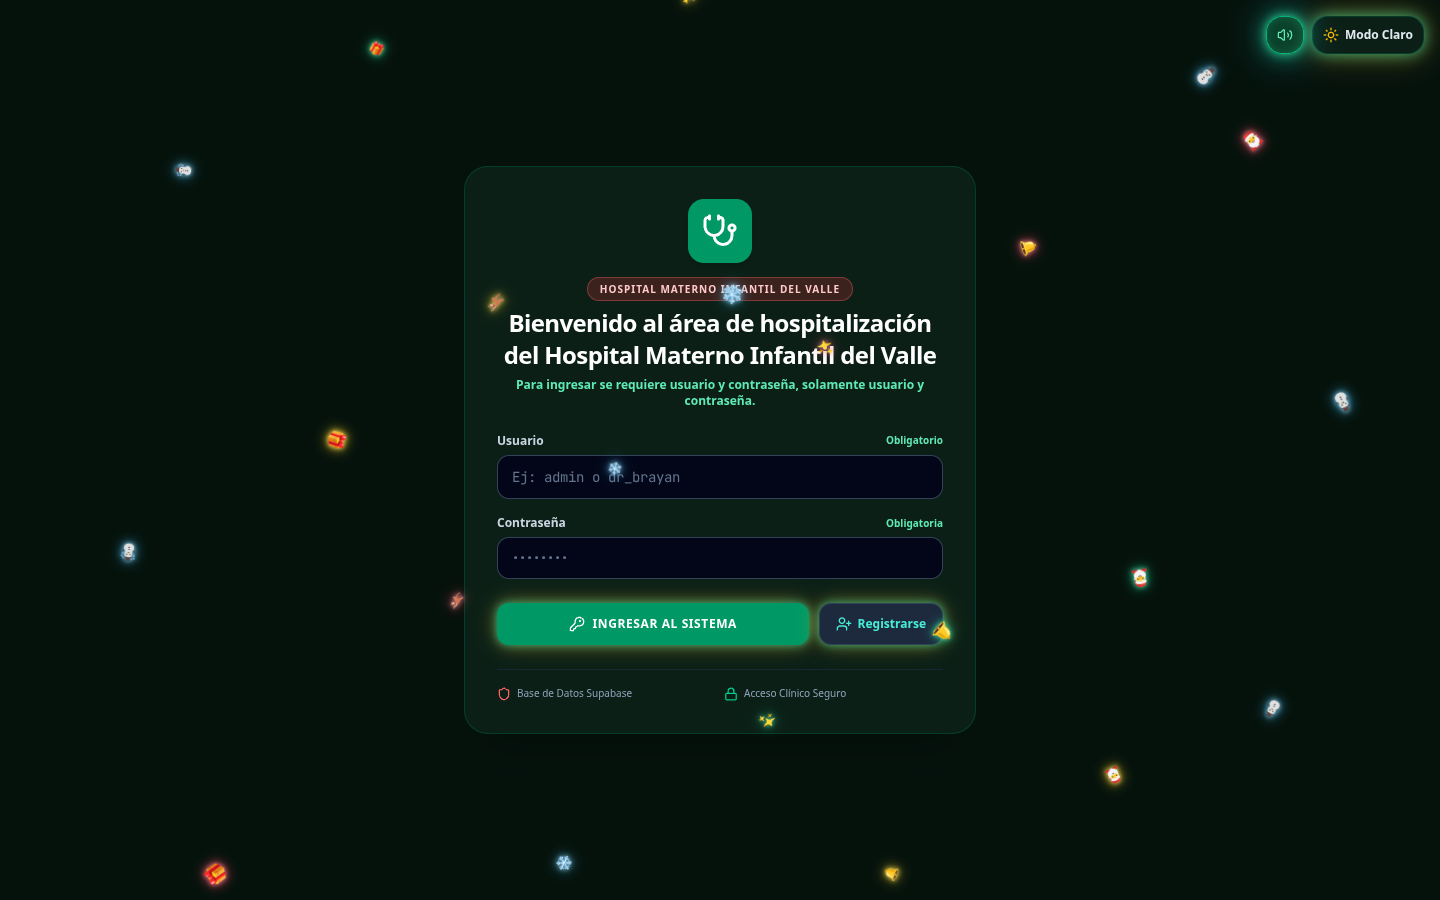 Modo Claro
HOSPITAL MATERNO INFANTIL DEL VALLE
Bienvenido al área de hospitalización
del Hospital Materno Infantil del Valle
Para ingresar se requiere usuario y contraseña, solamente usuario y
contraseña.
Usuario
Obligatorio
Ej: admin o dr_brayan
Contraseña
Obligatoria
••••••••
INGRESAR AL SISTEMA
Registrarse
Base de Datos Supabase
Acceso Clínico Seguro